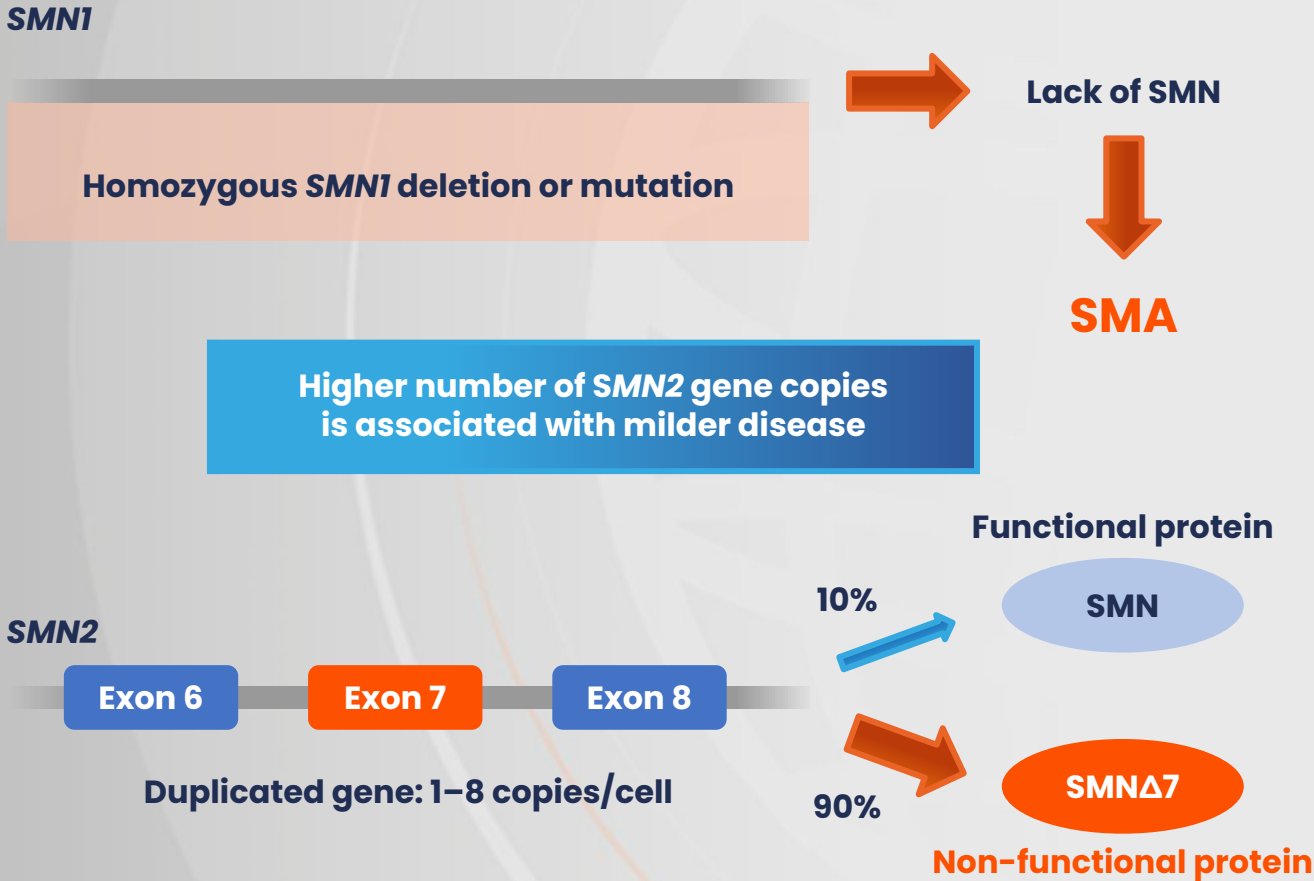 SMN1
Lack of SMN
Homozygous SMN1 deletion or mutation
SMA
Higher number of SMN2 gene copies
is associated with milder disease
Functional protein
10%
SMN
SMN2
Exon 6
Exon 7
Exon 8
Duplicated gene: 1–8 copies/cell
90%
SMNΔ7
Non-functional protein